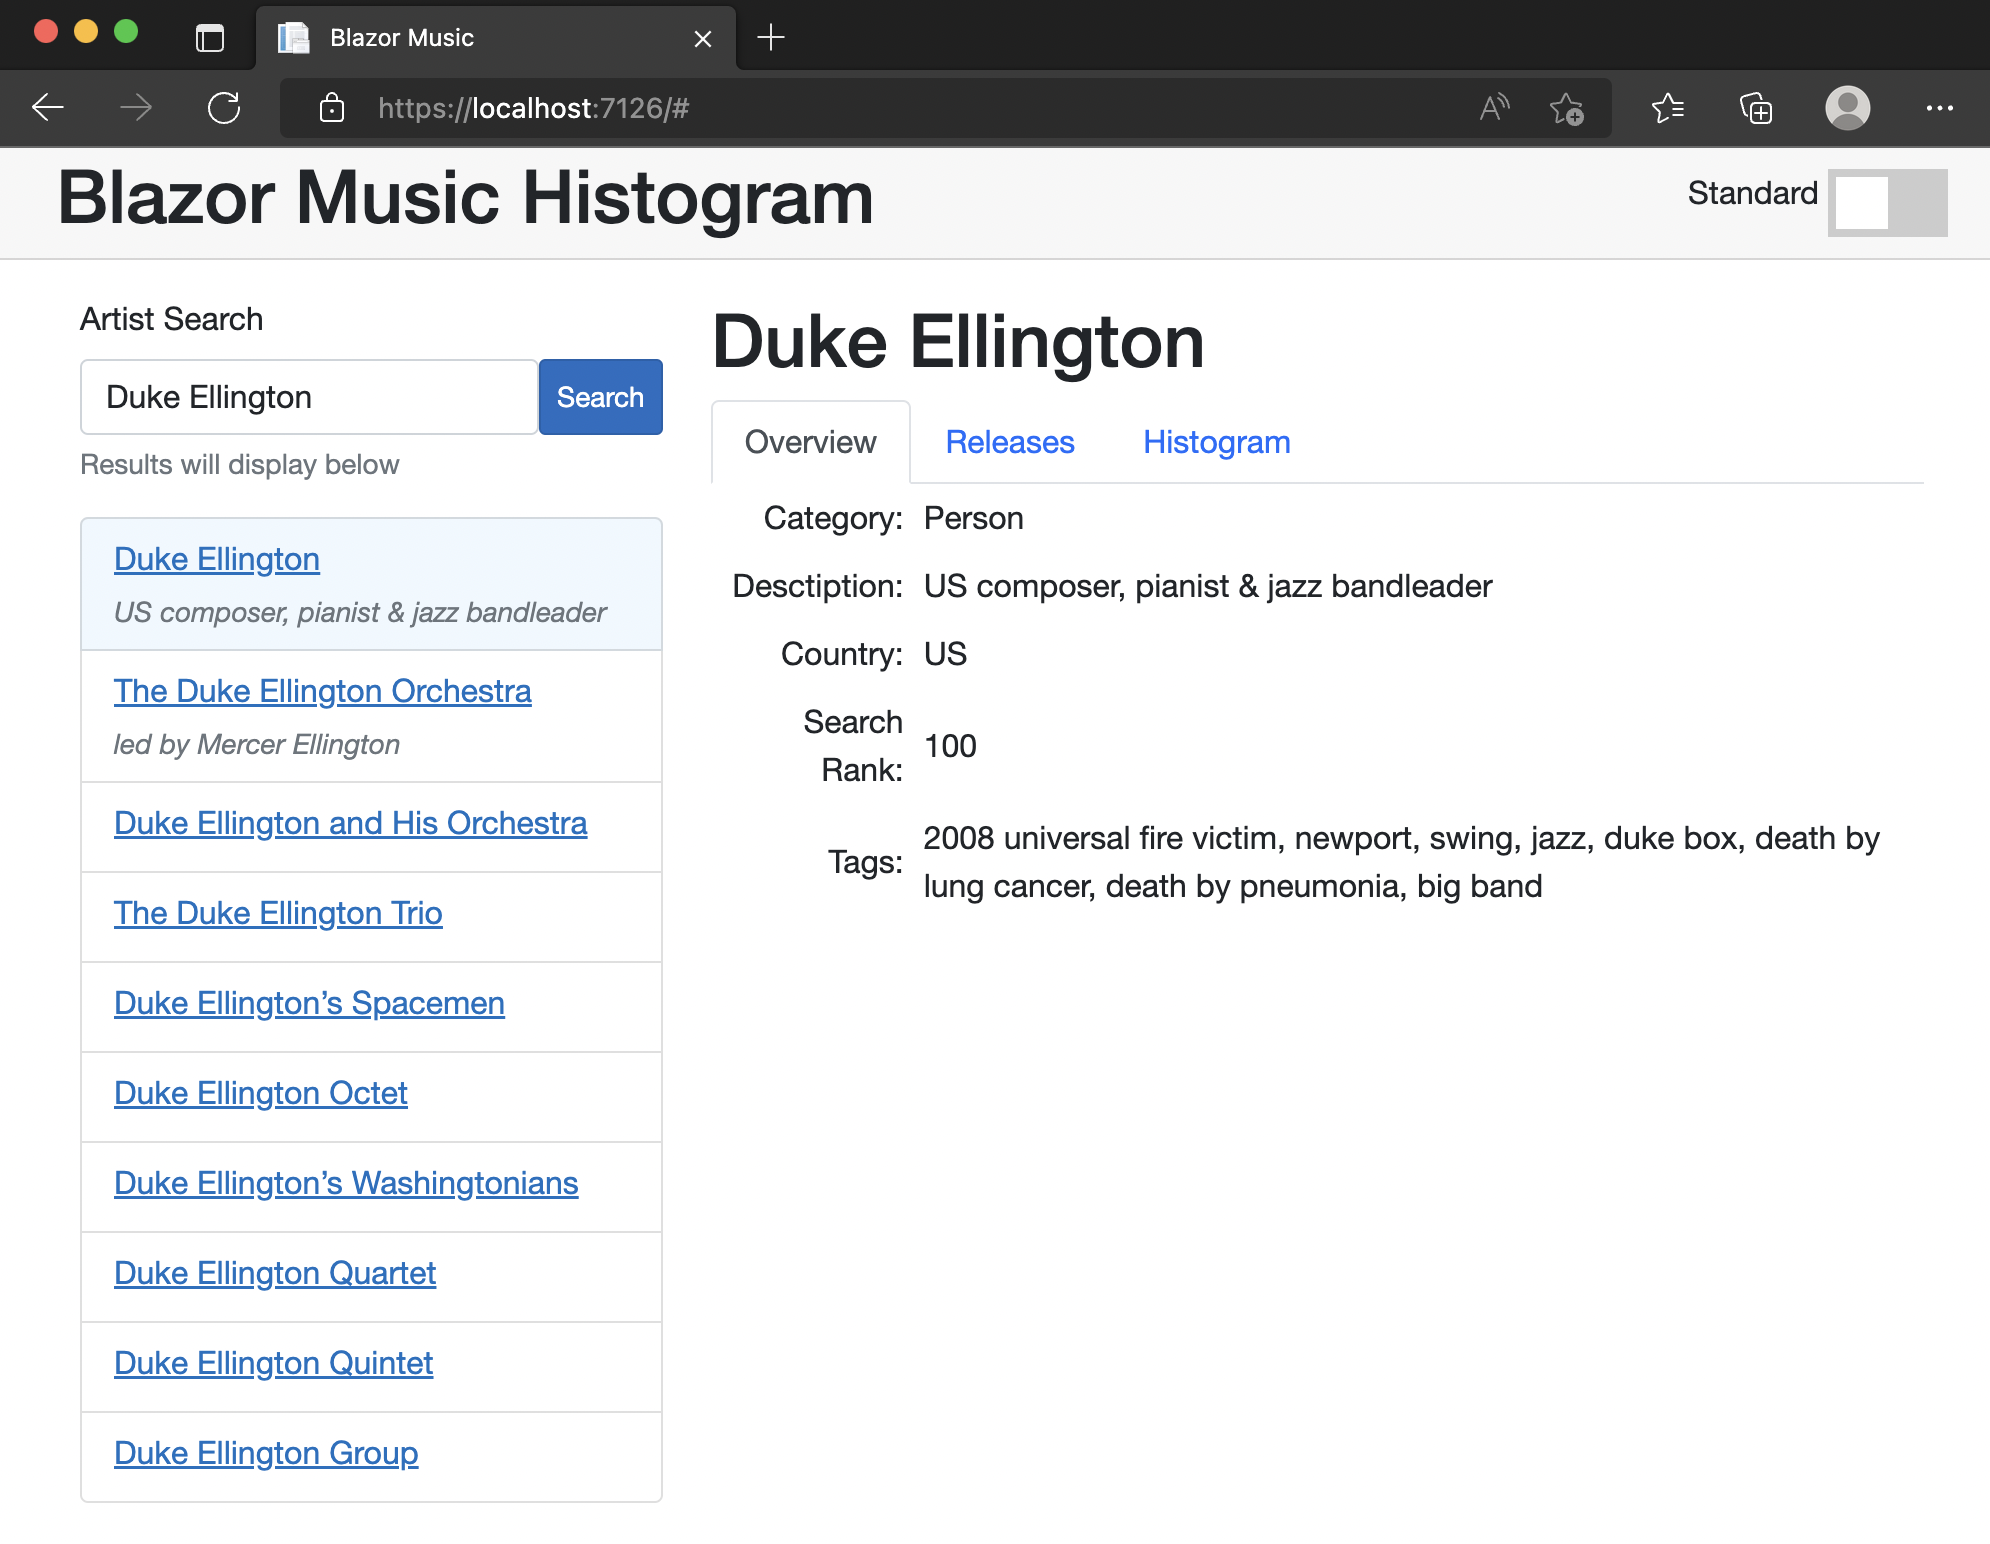 Blazor Music
https://localhost:7126/#
Blazor Music Histogram
Standard
Artist Search
Duke Ellington
Search
Results will display below
Duke Ellington
US composer, pianist & jazz bandleader
The Duke Ellington Orchestra
led by Mercer Ellington
Duke Ellington and His Orchestra
The Duke Ellington Trio
Duke Ellington’s Spacemen
Duke Ellington Octet
Duke Ellington’s Washingtonians
Duke Ellington Quartet
Duke Ellington Quintet
Duke Ellington Group
Duke Ellington
Overview
Releases
Histogram
Category: Person
Desctiption: US composer, pianist & jazz bandleader
Country: US
Search
Rank:
100
Tags:
2008 universal fire victim, newport, swing, jazz, duke box, death by
lung cancer, death by pneumonia, big band